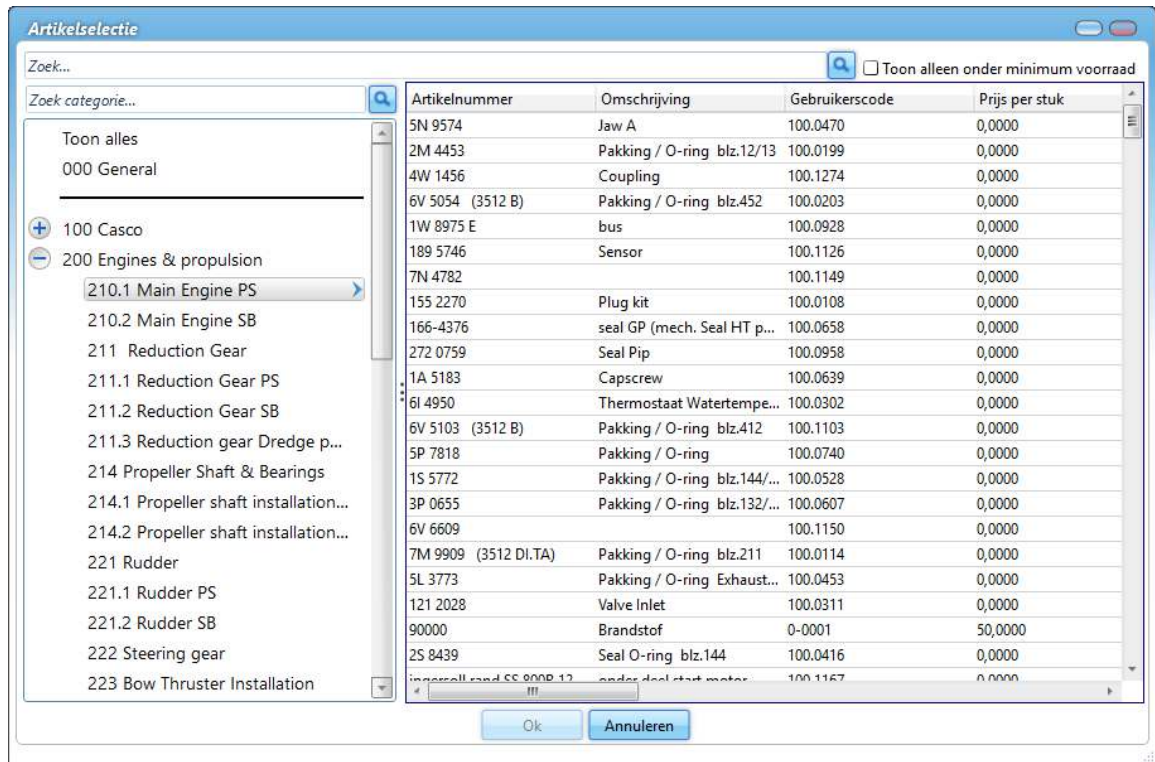 Artikelselectie
Zoek...
Toon alleen onder minimum voorraad
Zoek categorie...
Toon alles
000 General
100 Casco
200 Engines & propulsion
210.1 Main Engine PS
210.2 Main Engine SB
211 Reduction Gear
211.1 Reduction Gear PS
211.2 Reduction Gear SB
211.3 Reduction gear Dredge p...
214 Propeller Shaft & Bearings
214.1 Propeller shaft installation...
214.2 Propeller shaft installation...
221 Rudder
221.1 Rudder PS
221.2 Rudder SB
222 Steering gear
223 Bow Thruster Installation
Artikelnummer Omschrijving Gebruikerscode Prijs per stuk
5N 9574 Jaw A 100.0470 0,0000
2M 4453 Pakking / O-ring blz.12/13 100.0199 0,0000
4W 1456 Coupling 100.1274 0,0000
6V 5054 (3512 B) Pakking / O-ring blz.452 100.0203 0,0000
1W 8975 E bus 100.0928 0,0000
189 5746 Sensor 100.1126 0,0000
7N 4782 100.1149 0,0000
155 2270 Plug kit 100.0108 0,0000
166-4376 seal GP (mech. Seal HT p... 100.0658 0,0000
272 0759 Seal Pip 100.0958 0,0000
1A 5183 Capscrew 100.0639 0,0000
6I 4950 Thermostaat Watertempe... 100.0302 0,0000
6V 5103 (3512 B) Pakking / O-ring blz.412 100.1103 0,0000
5P 7818 Pakking / O-ring 100.0740 0,0000
1S 5772 Pakking / O-ring blz.144/... 100.0528 0,0000
3P 0655 Pakking / O-ring blz.132/... 100.0607 0,0000
6V 6609 100.1150 0,0000
7M 9909 (3512 DI.TA) Pakking / O-ring blz.211 100.0114 0,0000
5L 3773 Pakking / O-ring Exhaust... 100.0453 0,0000
121 2028 Valve Inlet 100.0311 0,0000
90000 Brandstof 0-0001 50,0000
2S 8439 Seal O-ring blz.144 100.0416 0,0000
ingersoll rand SS 800R 12 onder deel start motor 100.1167 0,0000
Ok Annuleren